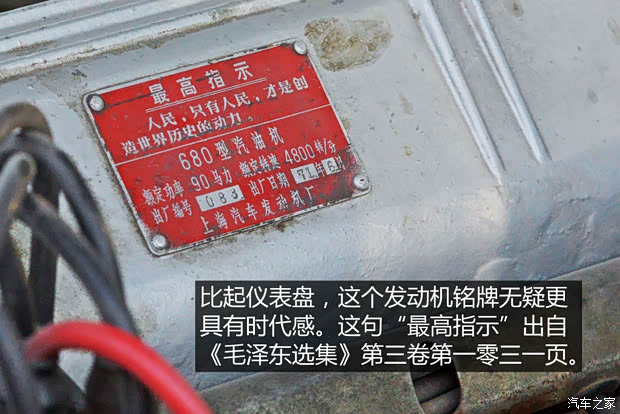 最高指示
人民,只有人民,才是创
造世界历史的动力。
680型汽油机
额定功率 90马力 额定转速 4800转/分
出厂编号 083 出厂日期 71年6月
上海汽车发动机厂
比起仪表盘,这个发动机铭牌无疑更
具有时代感。这句“最高指示”出自
《毛泽东选集》第三卷第一零三一页。
汽车之家